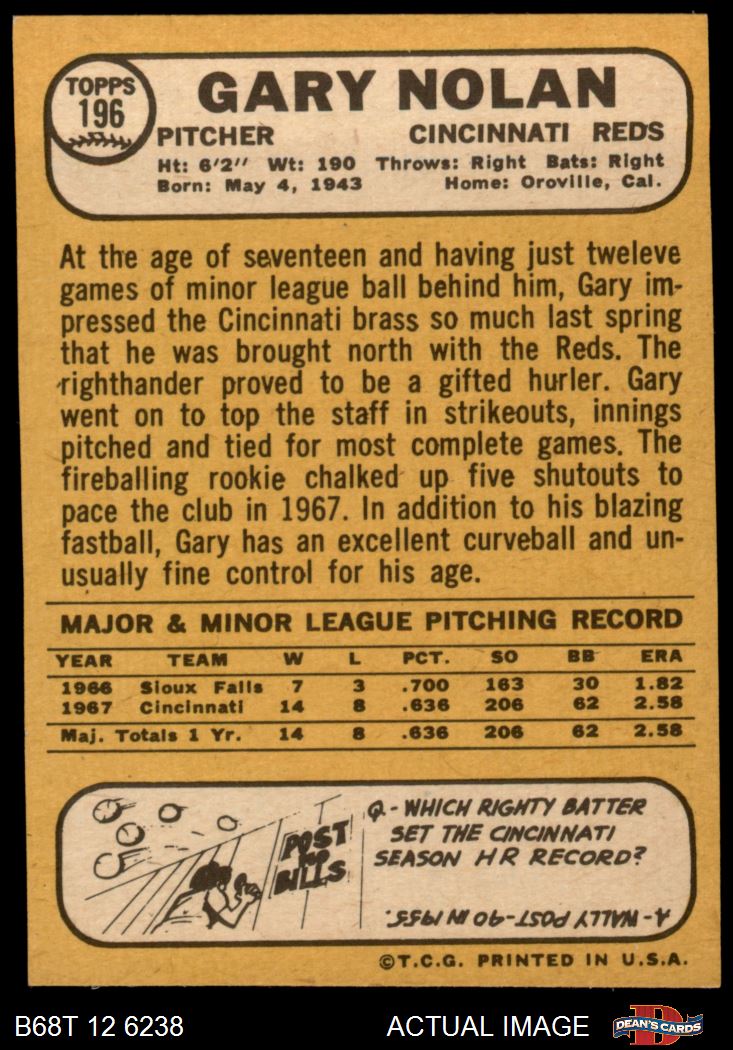 TOPPS
196
GARY NOLAN
PITCHER CINCINNATI REDS
Ht: 6'2'' Wt: 190 Throws: Right Bats: Right
Born: May 4, 1943 Home: Oroville, Cal.
At the age of seventeen and having just tweleve
games of minor league ball behind him, Gary im-
pressed the Cincinnati brass so much last spring
that he was brought north with the Reds. The
righthander proved to be a gifted hurler. Gary
went on to top the staff in strikeouts, innings
pitched and tied for most complete games. The
fireballing rookie chalked up five shutouts to
pace the club in 1967. In addition to his blazing
fastball, Gary has an excellent curveball and un-
usually fine control for his age.
MAJOR & MINOR LEAGUE PITCHING RECORD
YEAR TEAM W L PCT. SO BB ERA
1966 Sioux Falls 7 3 .700 163 30 1.82
1967 Cincinnati 14 8 .636 206 62 2.58
Maj. Totals 1 Yr. 14 8 .636 206 62 2.58
POST
NO
BILLS
Q - WHICH RIGHTY BATTER
SET THE CINCINNATI
SEASON HR RECORD?
A - WALLY POST - 40 IN 1955.
©T.C.G. PRINTED IN U.S.A.
B68T 12 6238 ACTUAL IMAGE
D
DEAN'S CARDS